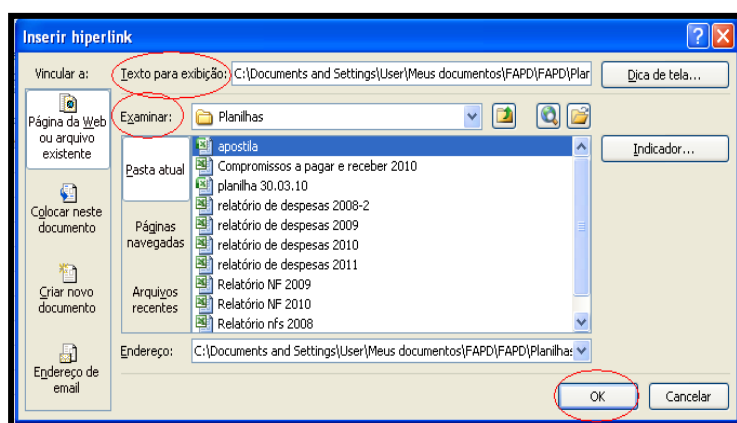 Inserir hiperlink
Vincular a:
Texto para exibição: C:\Documents and Settings\User\Meus documentos\FAPD\FAPD\Plar
Dica de tela...
Página da Web
ou arquivo
existente
Examinar: Planilhas
Indicador...
Pasta atual
Páginas
navegadas
Arquivos
recentes
apostila
Compromissos a pagar e receber 2010
planilha 30.03.10
relatório de despesas 2008-2
relatório de despesas 2009
relatório de despesas 2010
relatório de despesas 2011
Relatório NF 2009
Relatório NF 2010
Relatório nfs 2008
Colocar neste
documento
Criar novo
documento
Endereço de
email
Endereço: C:\Documents and Settings\User\Meus documentos\FAPD\FAPD\Planilhas
OK
Cancelar